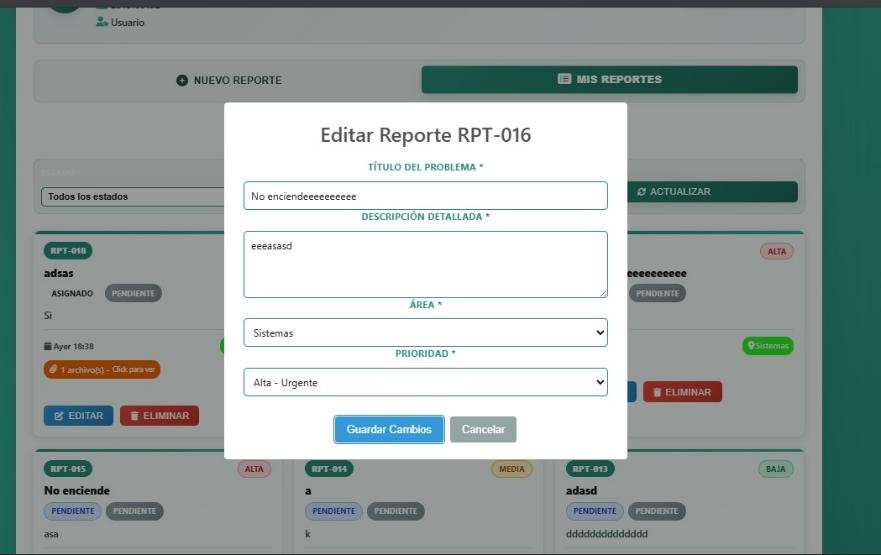 Usuario
NUEVO REPORTE
MIS REPORTES
Editar Reporte RPT-016
TÍTULO DEL PROBLEMA *
No enciendeeeeeeeeee
DESCRIPCIÓN DETALLADA *
eeeasasd
ÁREA *
Sistemas
PRIORIDAD *
Alta - Urgente
Guardar Cambios
Cancelar
ESTADO
Todos los estados
ACTUALIZAR
RPT-018
adsas
ASIGNADO PENDIENTE
Si
Ayer 18:38
1 archivo(s) - Click para ver
EDITAR ELIMINAR
ALTA
eeeeeeeeee
PENDIENTE
Sistemas
ELIMINAR
RPT-015 ALTA
No enciende
PENDIENTE PENDIENTE
asa
RPT-014 MEDIA
a
PENDIENTE PENDIENTE
k
RPT-013 BAJA
adasd
PENDIENTE PENDIENTE
dddddddddddddd